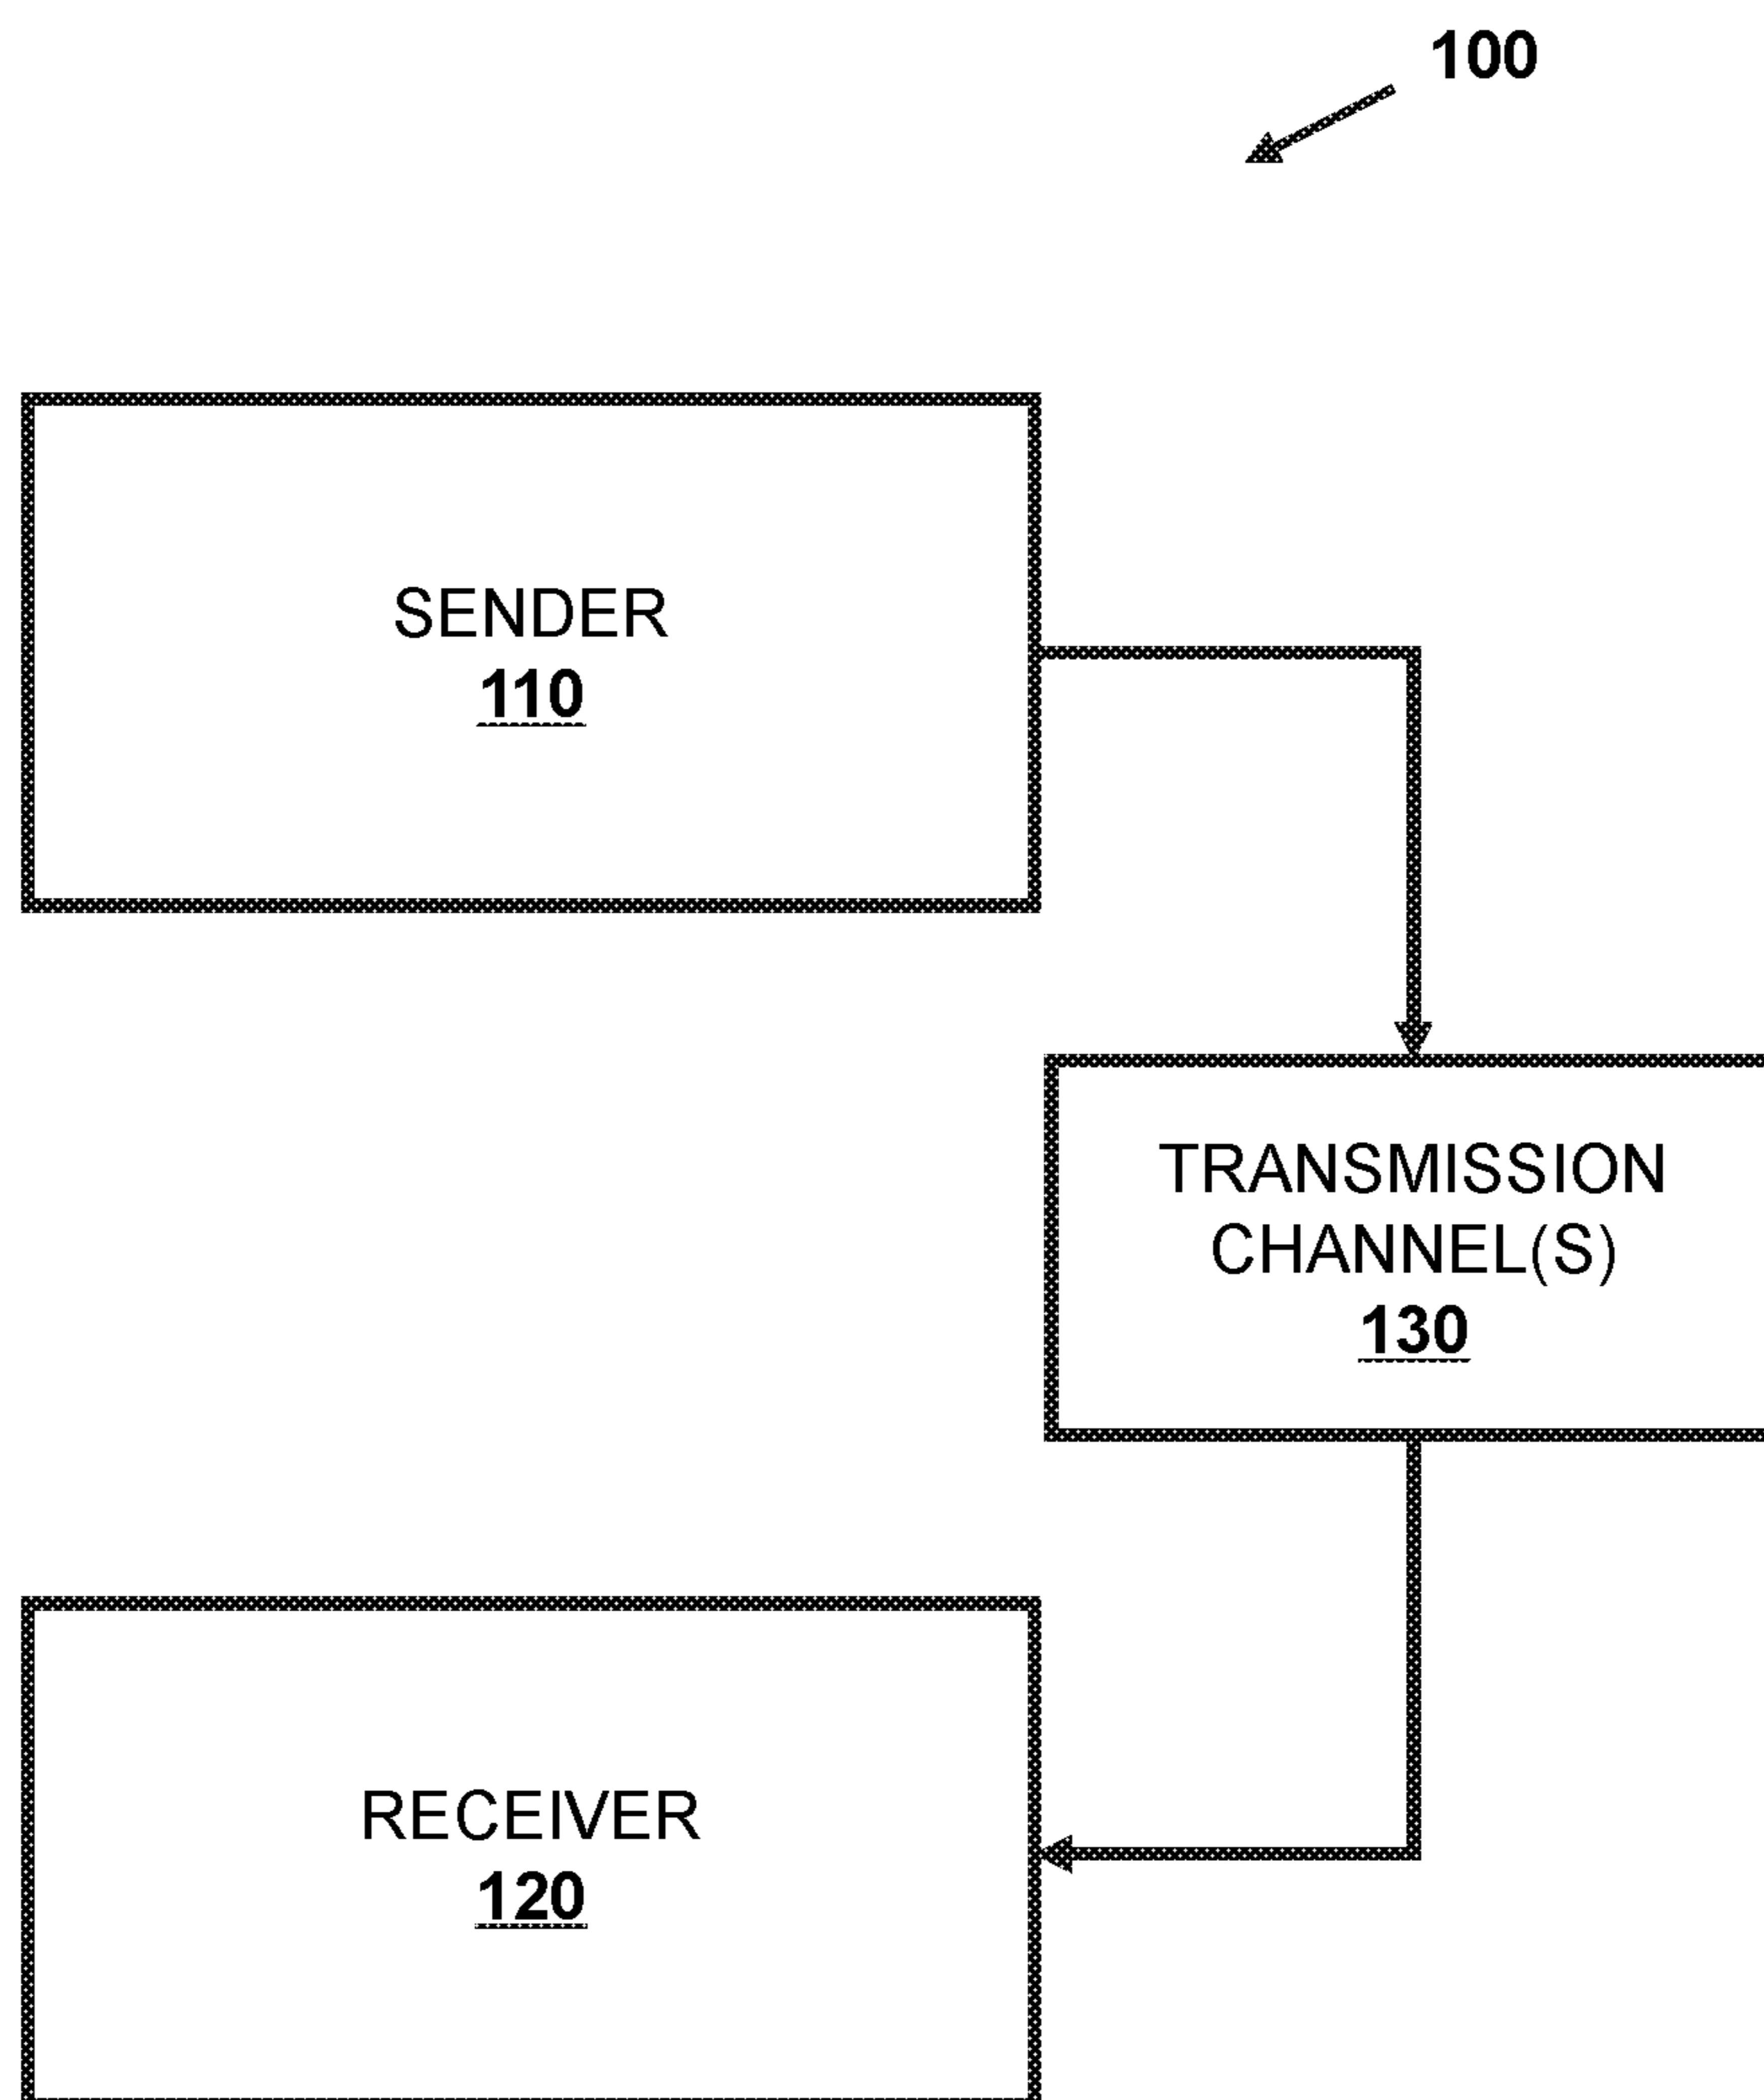 100
SENDER
110
TRANSMISSION
CHANNEL(S)
130
RECEIVER
120